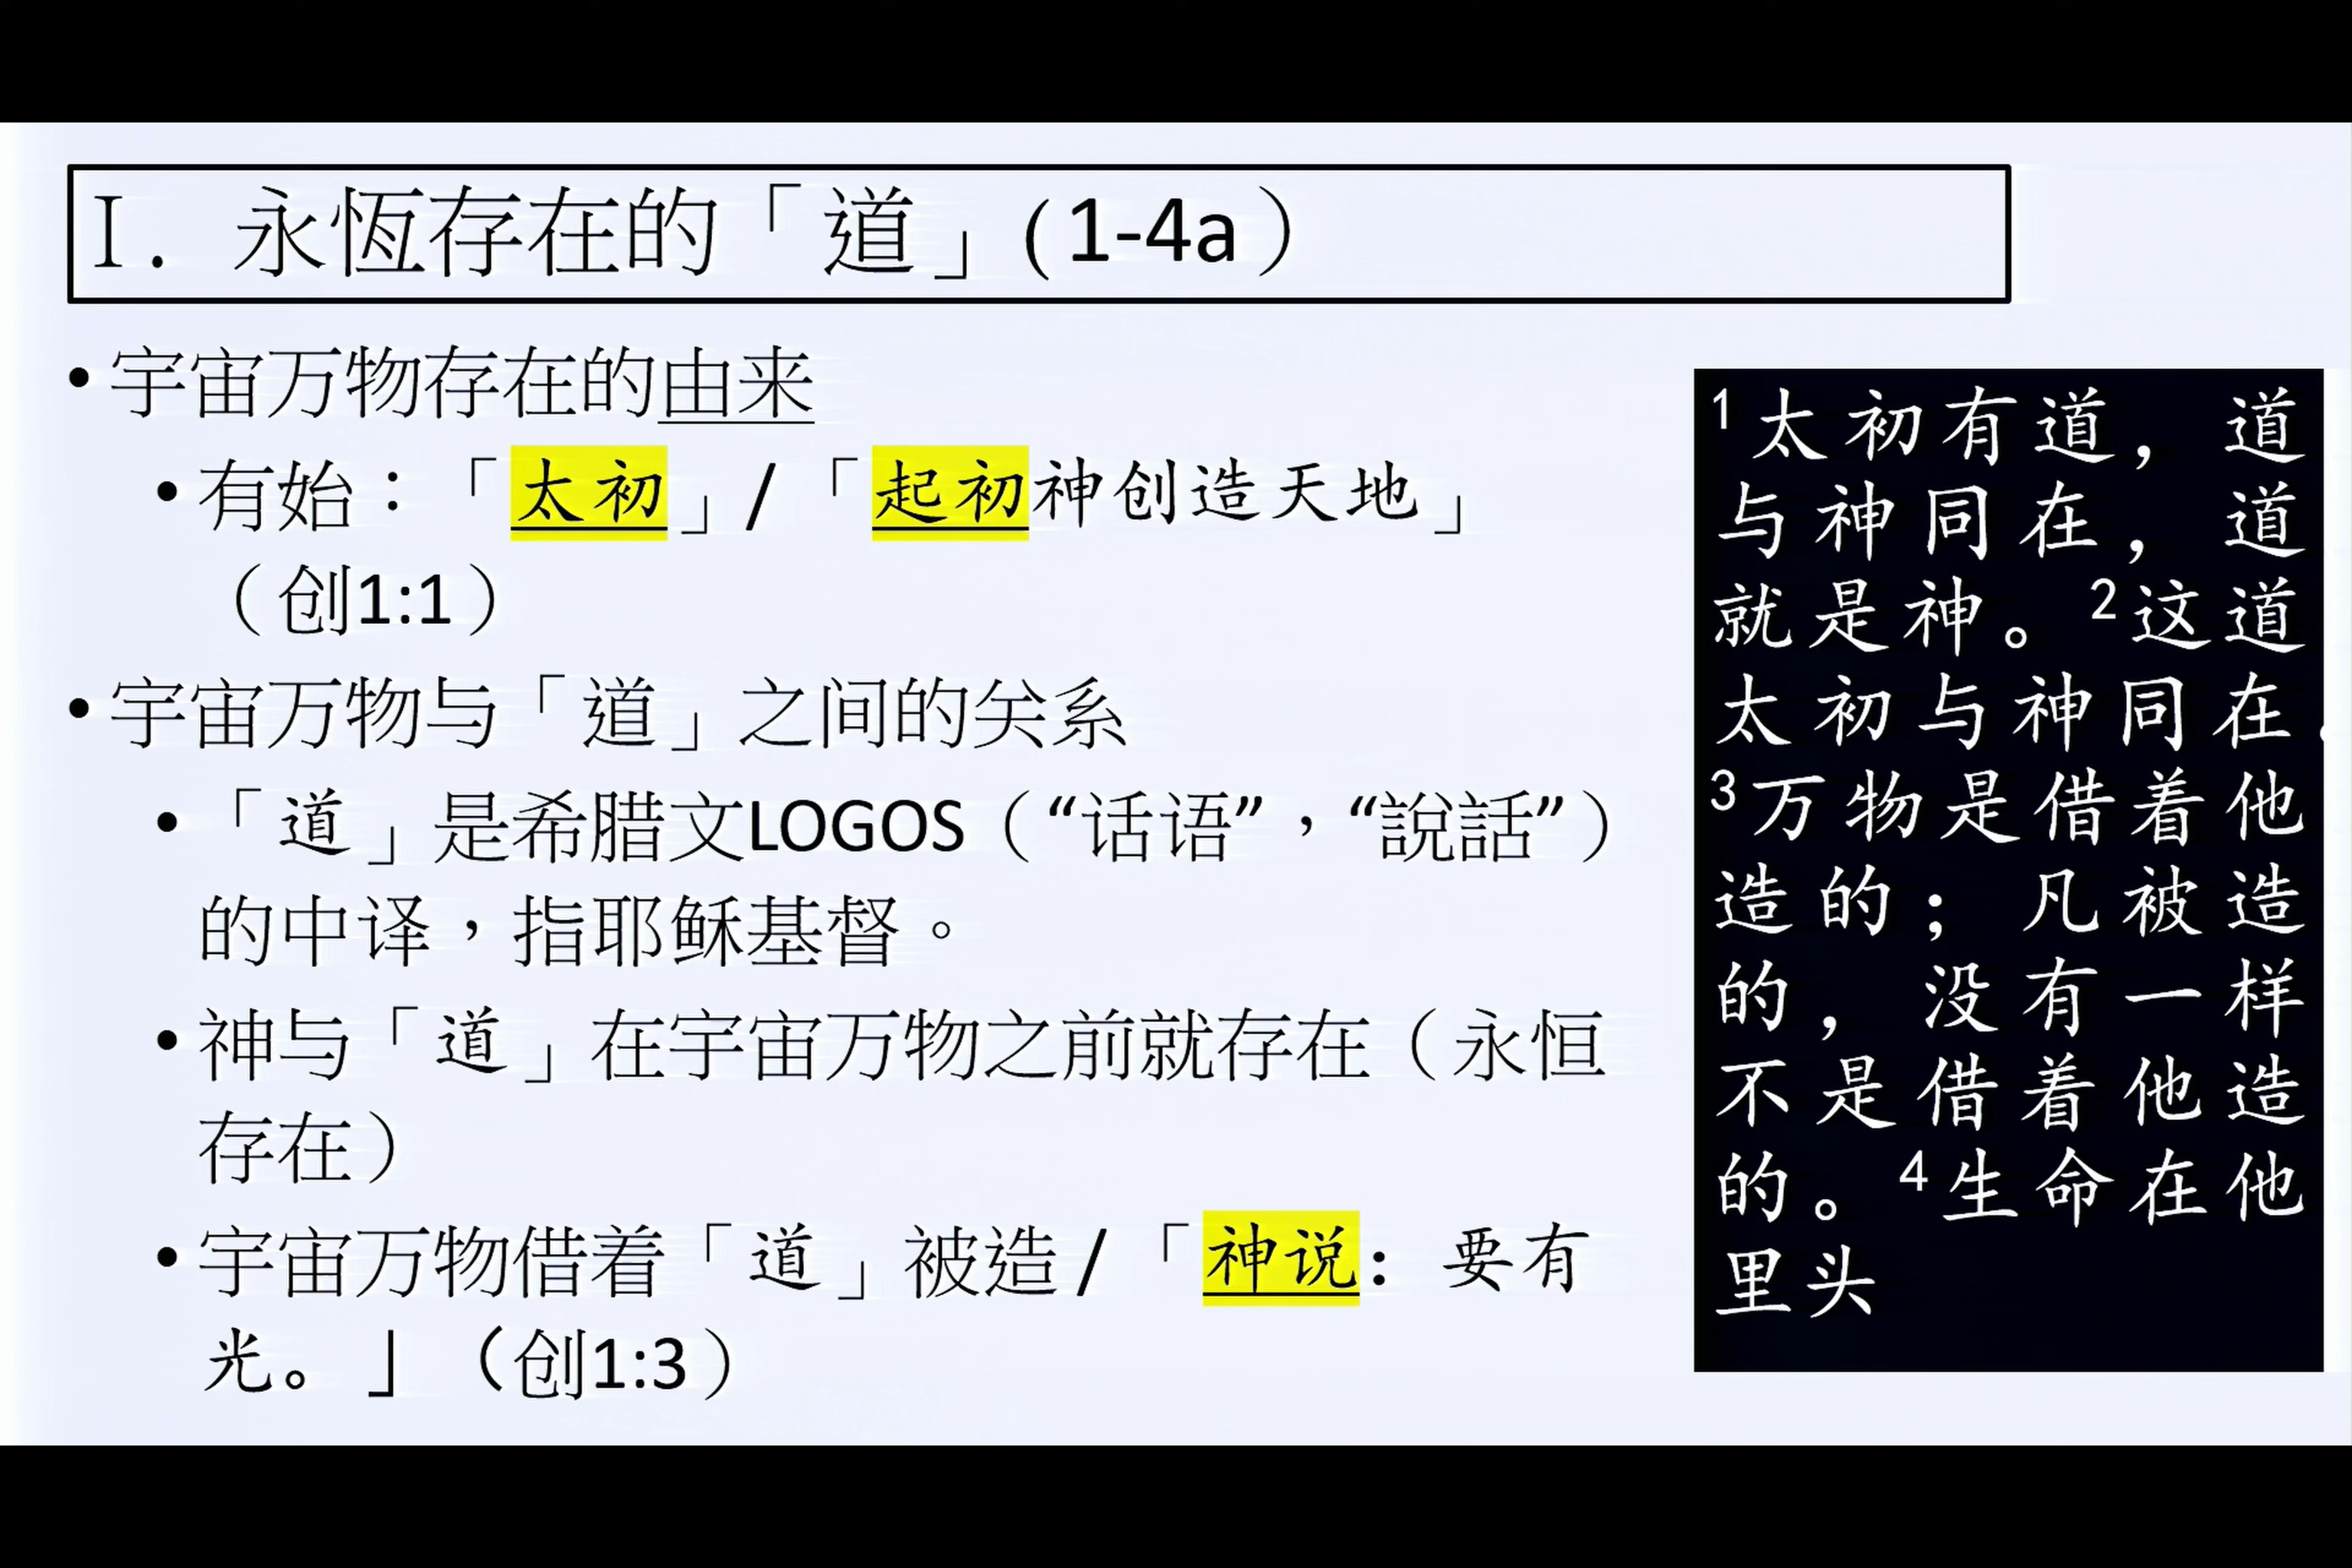 I. 永恆存在的「道」(1-4a）
• 宇宙万物存在的由来
• 有始：「太初」/「起初神创造天地」
（创1:1）
• 宇宙万物与「道」之间的关系
• 「道」是希腊文LOGOS（“话语”，“說話”）
的中译，指耶稣基督。
• 神与「道」在宇宙万物之前就存在（永恒
存在）
• 宇宙万物借着「道」被造/「神说：要有
光。」（创1:3）
1太初有道，道
与神同在，道
就是神。2这道
太初与神同在.
3万物是借着他
造的；凡被造
的，没有一样
不是借着他造
的。4生命在他
里头